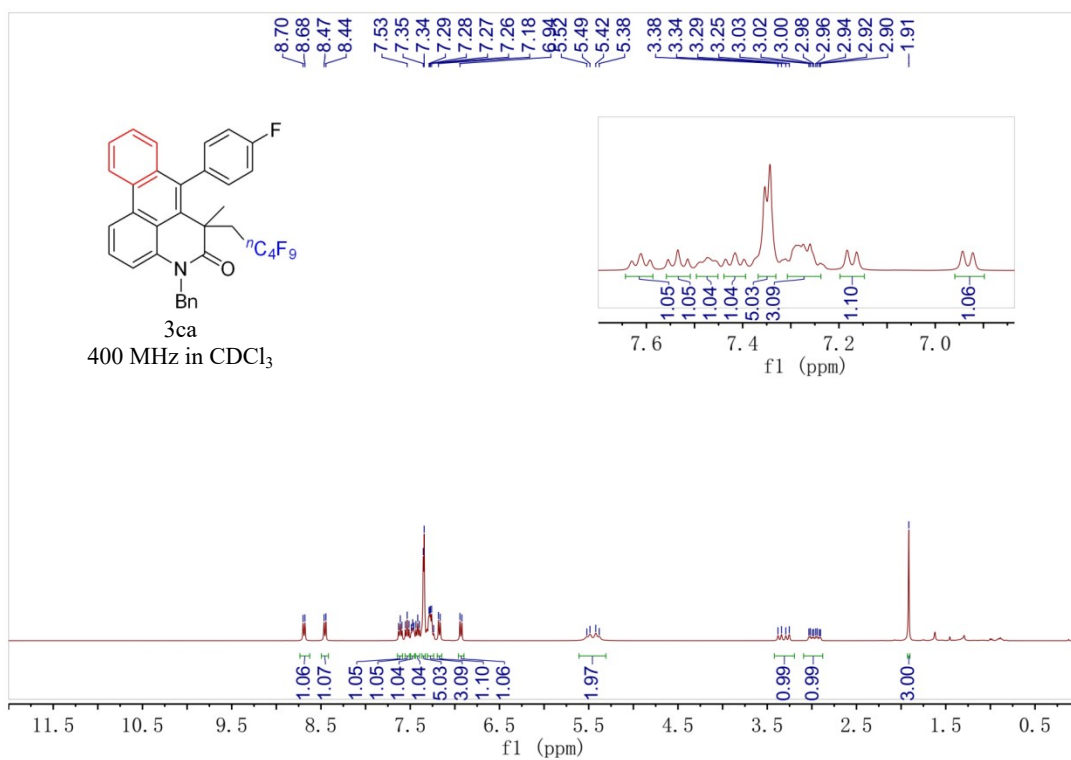 8.70 8.68 8.47 8.44 7.53 7.35 7.34 7.29 7.28 7.27 7.26 7.18 6.94 5.52 5.49 5.42 5.38 3.38 3.34 3.29 3.25 3.03 3.02 3.00 2.98 2.96 2.94 2.92 2.90 1.91
F
nC4F9
N
O
Bn
3ca
400 MHz in CDCl3
1.05 1.05 1.04 1.04 5.03 3.09 1.10 1.06
7.6 7.4 7.2 7.0
f1 (ppm)
1.06 1.07 1.05 1.05 1.04 1.04 5.03 3.09 1.10 1.06 1.97 0.99 0.99 3.00
11.5 10.5 9.5 8.5 7.5 6.5 5.5 4.5 3.5 2.5 1.5 0.5
f1 (ppm)